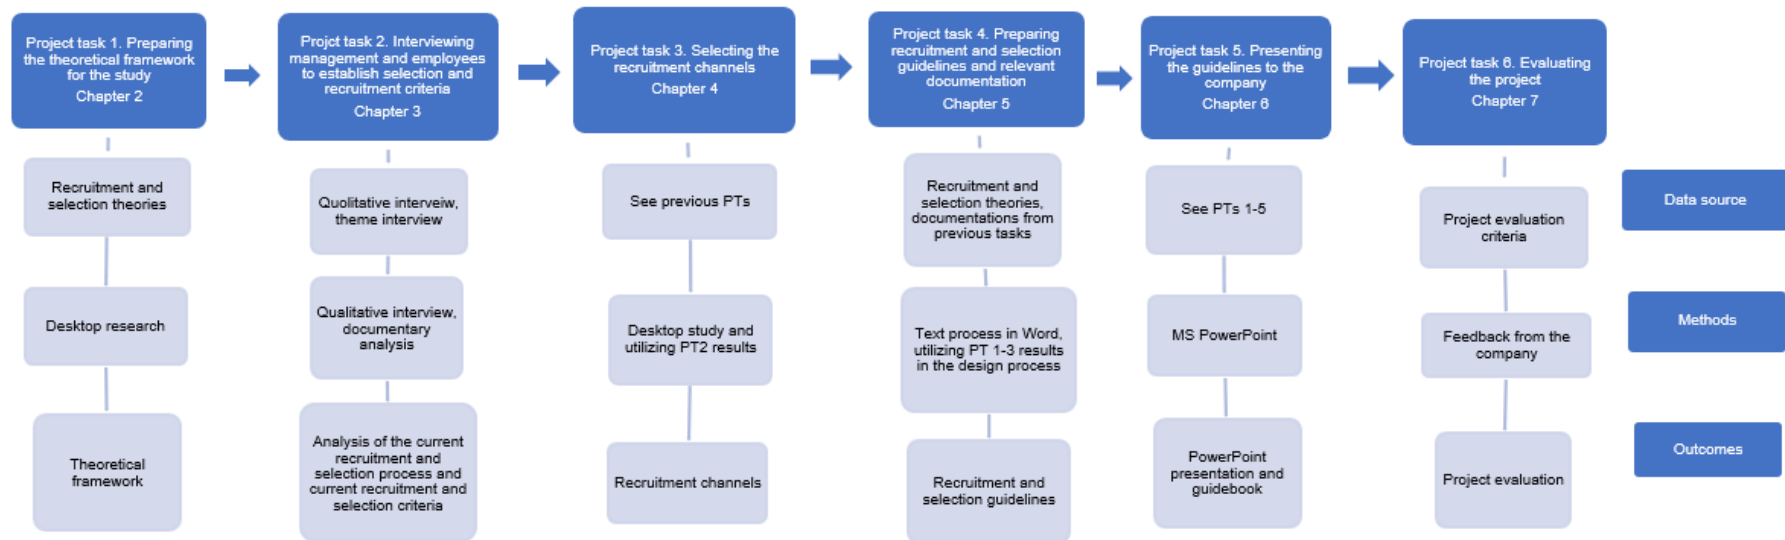 Project task 1. Preparing
the theoretical framework
for the study
Chapter 2
Projct task 2. Interviewing
management and employees
to establish selection and
recruitment criteria
Chapter 3
Project task 3. Selecting the
recruitment channels
Chapter 4
Project task 4. Preparing
recruitment and selection
guidelines and relevant
documentation
Chapter 5
Project task 5. Presenting
the guidelines to the
company
Chapter 6
Project task 6. Evaluating
the project
Chapter 7
Recruitment and
selection theories
Quolitative interveiw,
theme interview
See previous PTs
Recruitment and
selection theories,
documentations from
previous tasks
See PTs 1-5
Project evaluation
criteria
Data source
Desktop research
Qualitative interview,
documentary
analysis
Desktop study and
utilizing PT2 results
Text process in Word,
utilizing PT 1-3 results
in the design process
MS PowerPoint
Feedback from the
company
Methods
Theoretical
framework
Analysis of the current
recruitment and
selection process and
current recruitment and
selection criteria
Recruitment channels
Recruitment and
selection guidelines
PowerPoint
presentation and
guidebook
Project evaluation
Outcomes